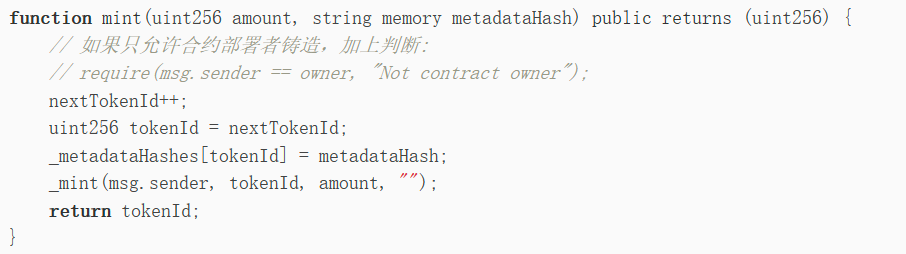 function mint(uint256 amount, string memory metadataHash) public returns (uint256) {
    // 如果只允许合约部署者铸造，加上判断:
    // require(msg.sender == owner, "Not contract owner");
    nextTokenId++;
    uint256 tokenId = nextTokenId;
    _metadataHashes[tokenId] = metadataHash;
    _mint(msg.sender, tokenId, amount, "");
    return tokenId;
}